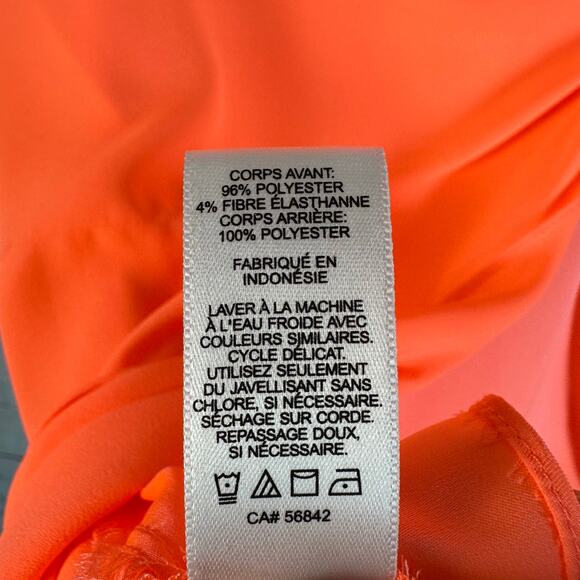 CORPS AVANT:
96% POLYESTER
4% FIBRE ÉLASTHANNE
CORPS ARRIÈRE:
100% POLYESTER
FABRIQUÉ EN
INDONÉSIE
LAVER À LA MACHINE
À L'EAU FROIDE AVEC
COULEURS SIMILAIRES.
CYCLE DÉLICAT.
UTILISEZ SEULEMENT
DU JAVELLISANT SANS
CHLORE, SI NÉCESSAIRE.
SÉCHAGE SUR CORDE.
REPASSAGE DOUX,
SI NÉCESSAIRE.
CA# 56842